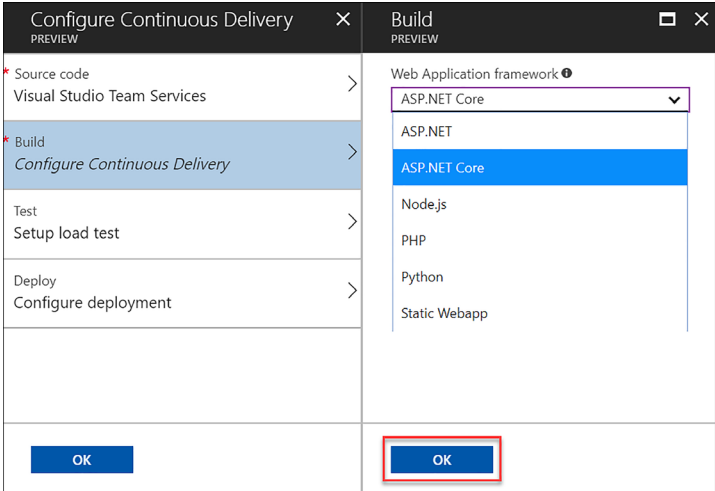 Configure Continuous Delivery
PREVIEW
* Source code
Visual Studio Team Services
* Build
Configure Continuous Delivery
Test
Setup load test
Deploy
Configure deployment
OK
Build
PREVIEW
Web Application framework
ASP.NET Core
ASP.NET
ASP.NET Core
Node.js
PHP
Python
Static Webapp
OK